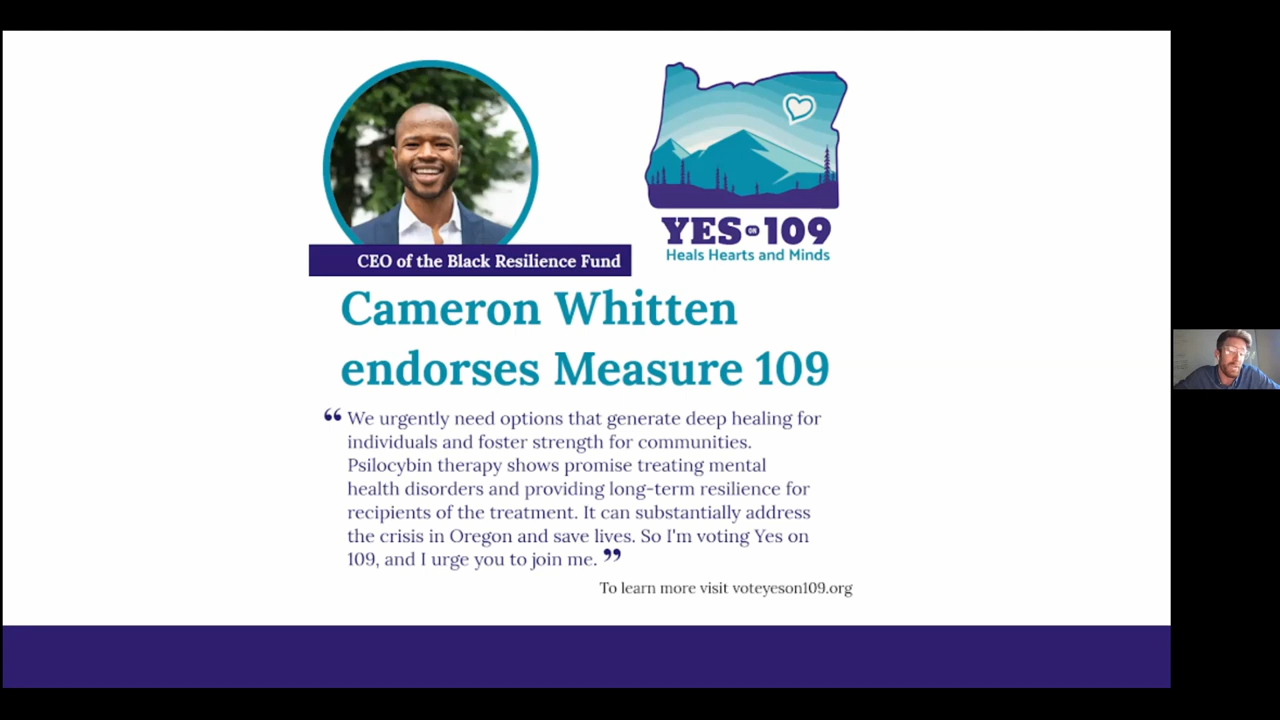 YES ON 109
Heals Hearts and Minds
CEO of the Black Resilience Fund
Cameron Whitten
endorses Measure 109
“ We urgently need options that generate deep healing for
individuals and foster strength for communities.
Psilocybin therapy shows promise treating mental
health disorders and providing long-term resilience for
recipients of the treatment. It can substantially address
the crisis in Oregon and save lives. So I'm voting Yes on
109, and I urge you to join me. ”
To learn more visit voteyeson109.org